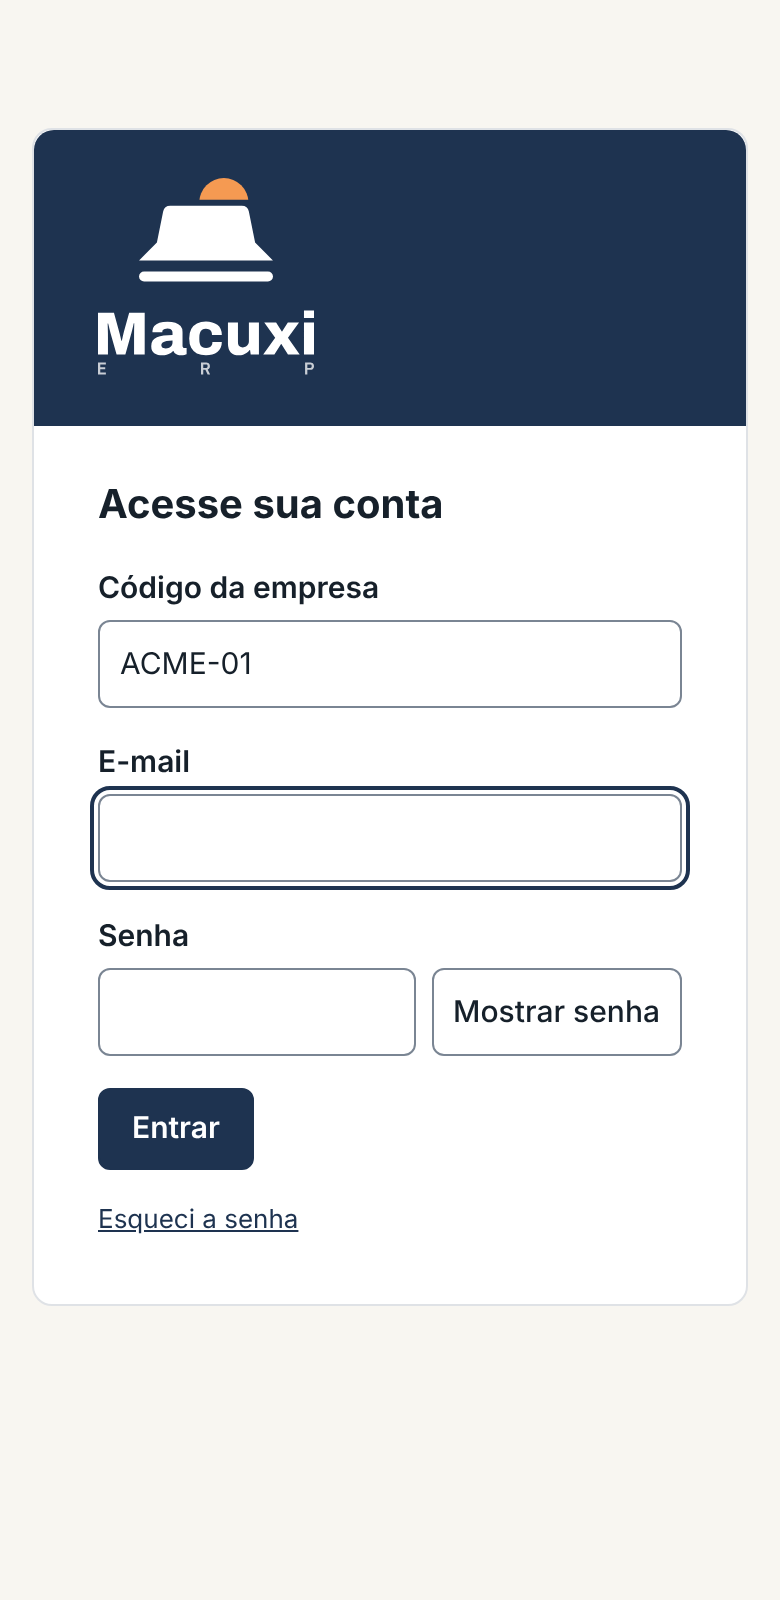 Macuxi
E R P
Acesse sua conta
Código da empresa
ACME-01
E-mail
Senha
Mostrar senha
Entrar
Esqueci a senha